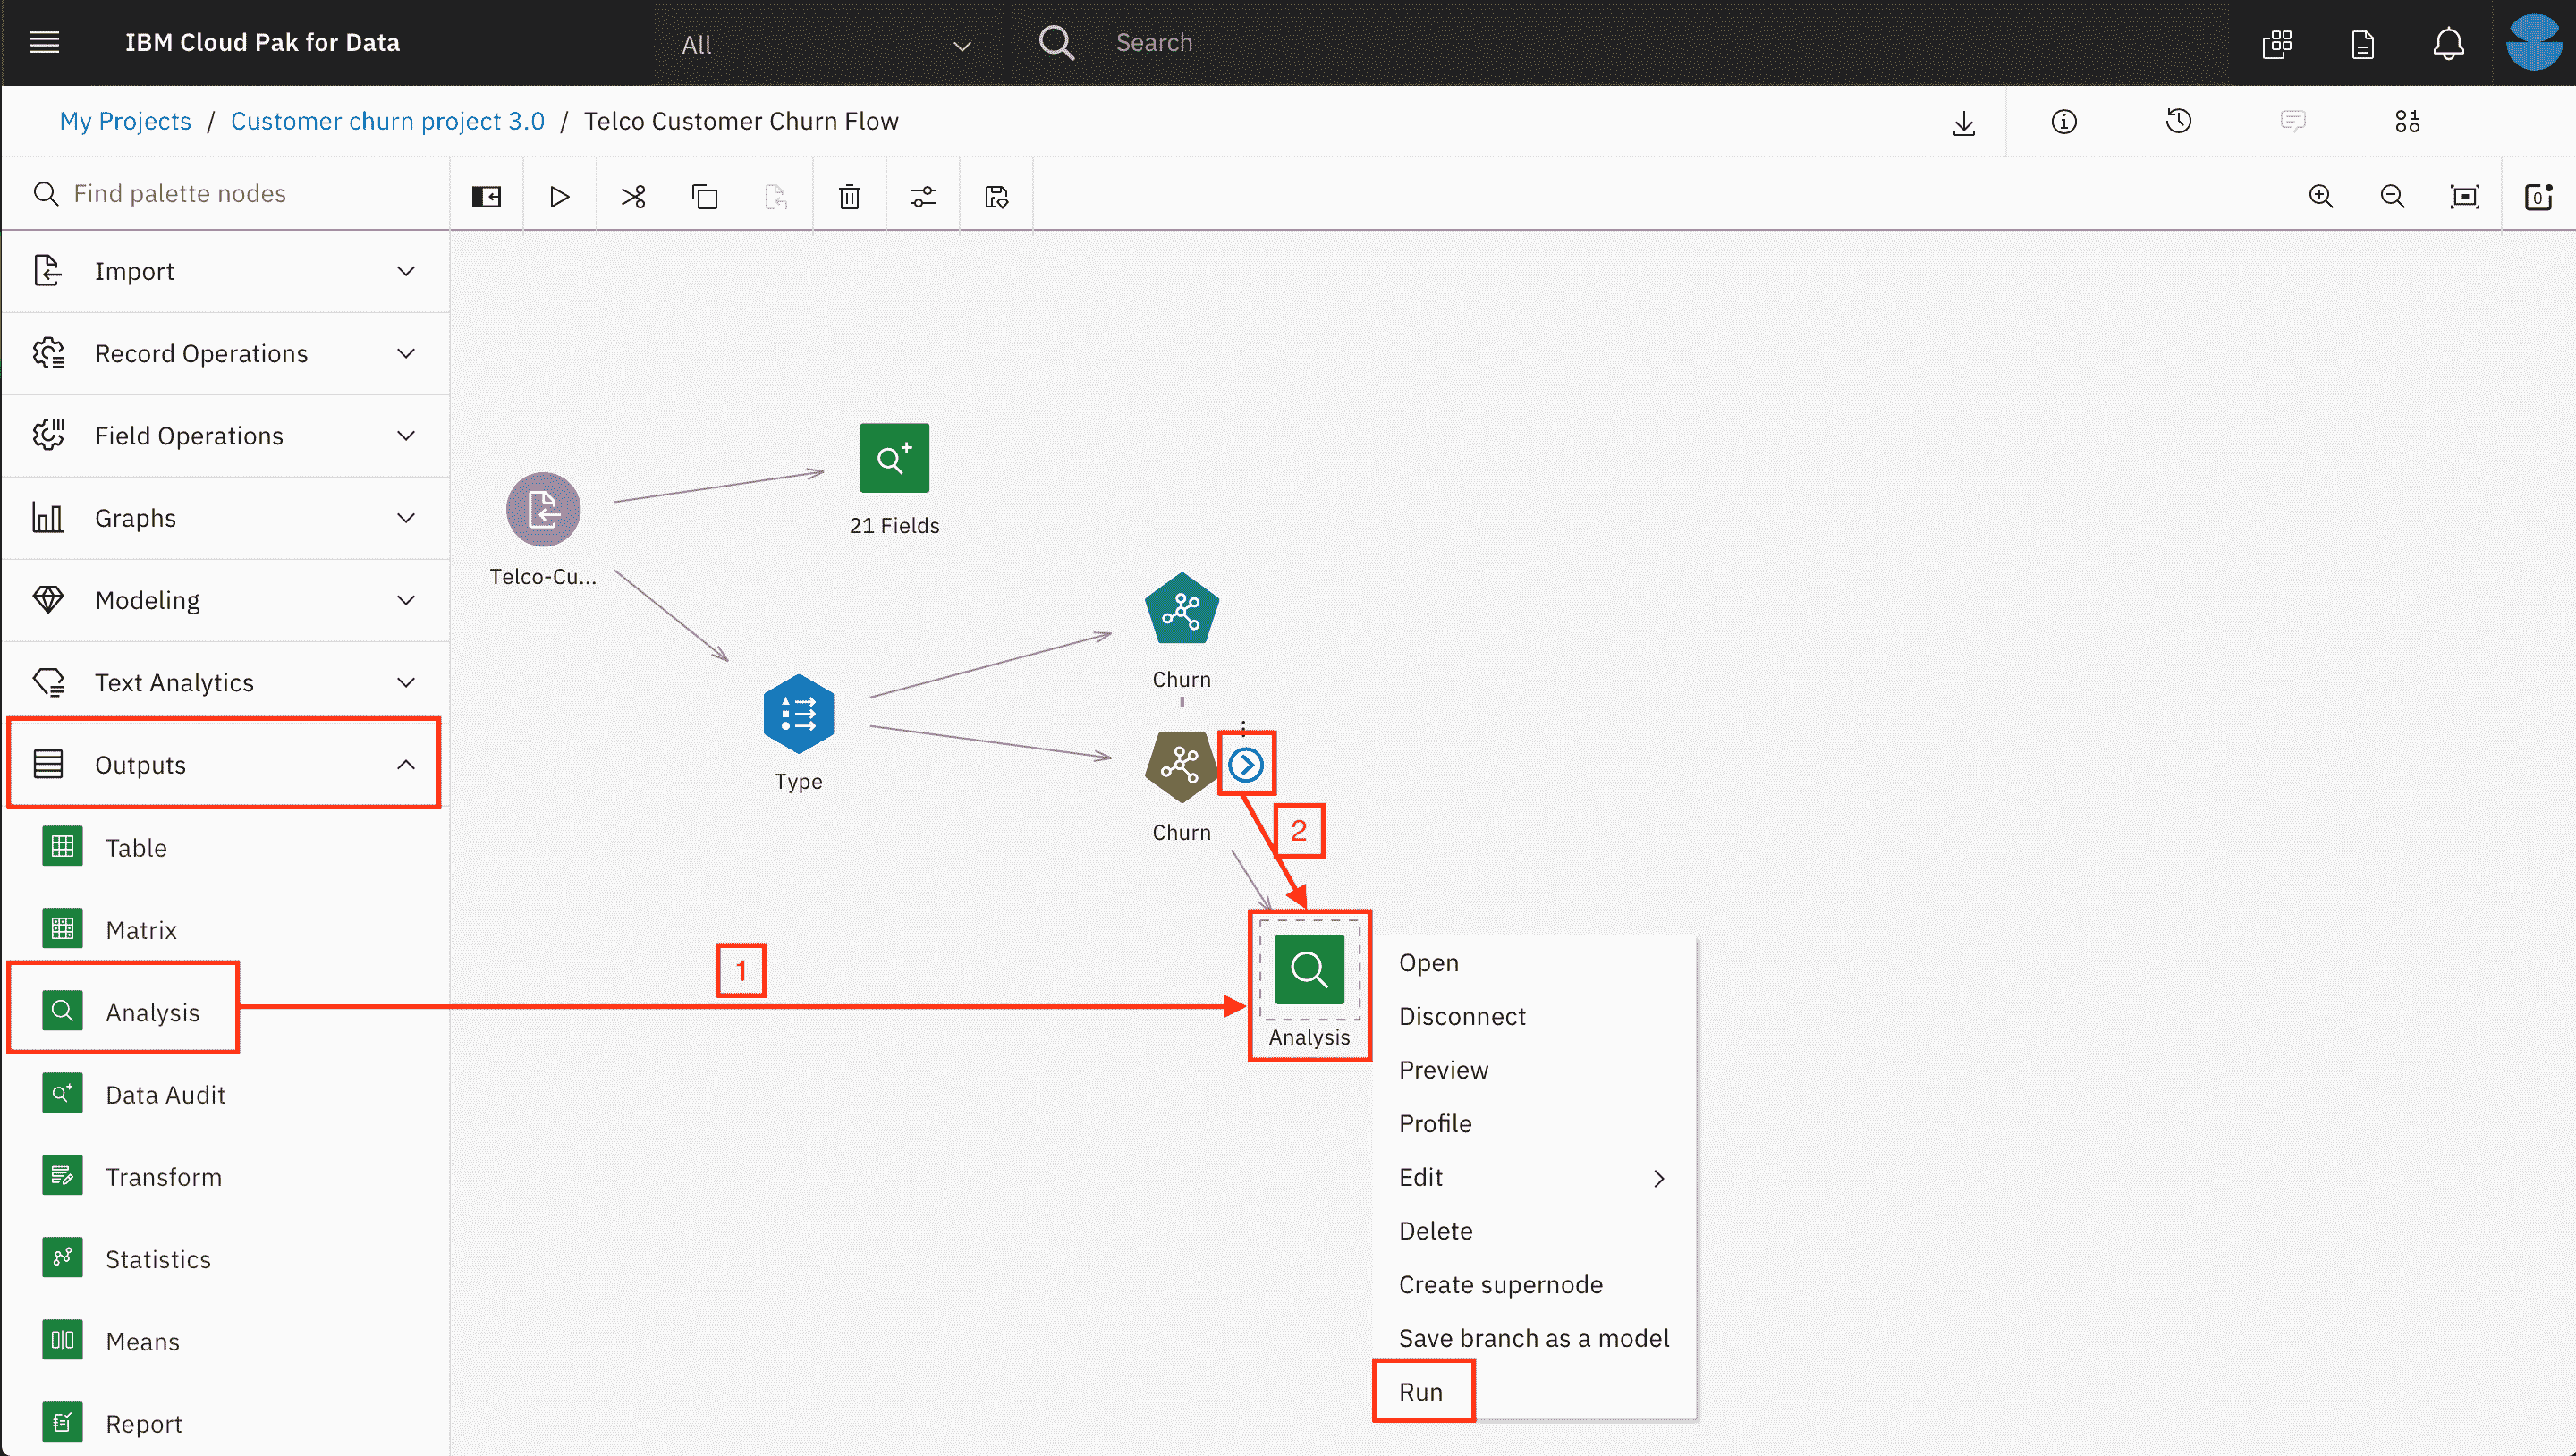 IBM Cloud Pak for Data
All
Search
My Projects / Customer churn project 3.0 / Telco Customer Churn Flow
Find palette nodes
0
Import
Record Operations
Field Operations
Graphs
Modeling
Text Analytics
Outputs
Table
Matrix
Analysis
Data Audit
Transform
Statistics
Means
Report
21 Fields
Telco-Cu...
Churn
Type
Churn
2
1
Analysis
Open
Disconnect
Preview
Profile
Edit
Delete
Create supernode
Save branch as a model
Run